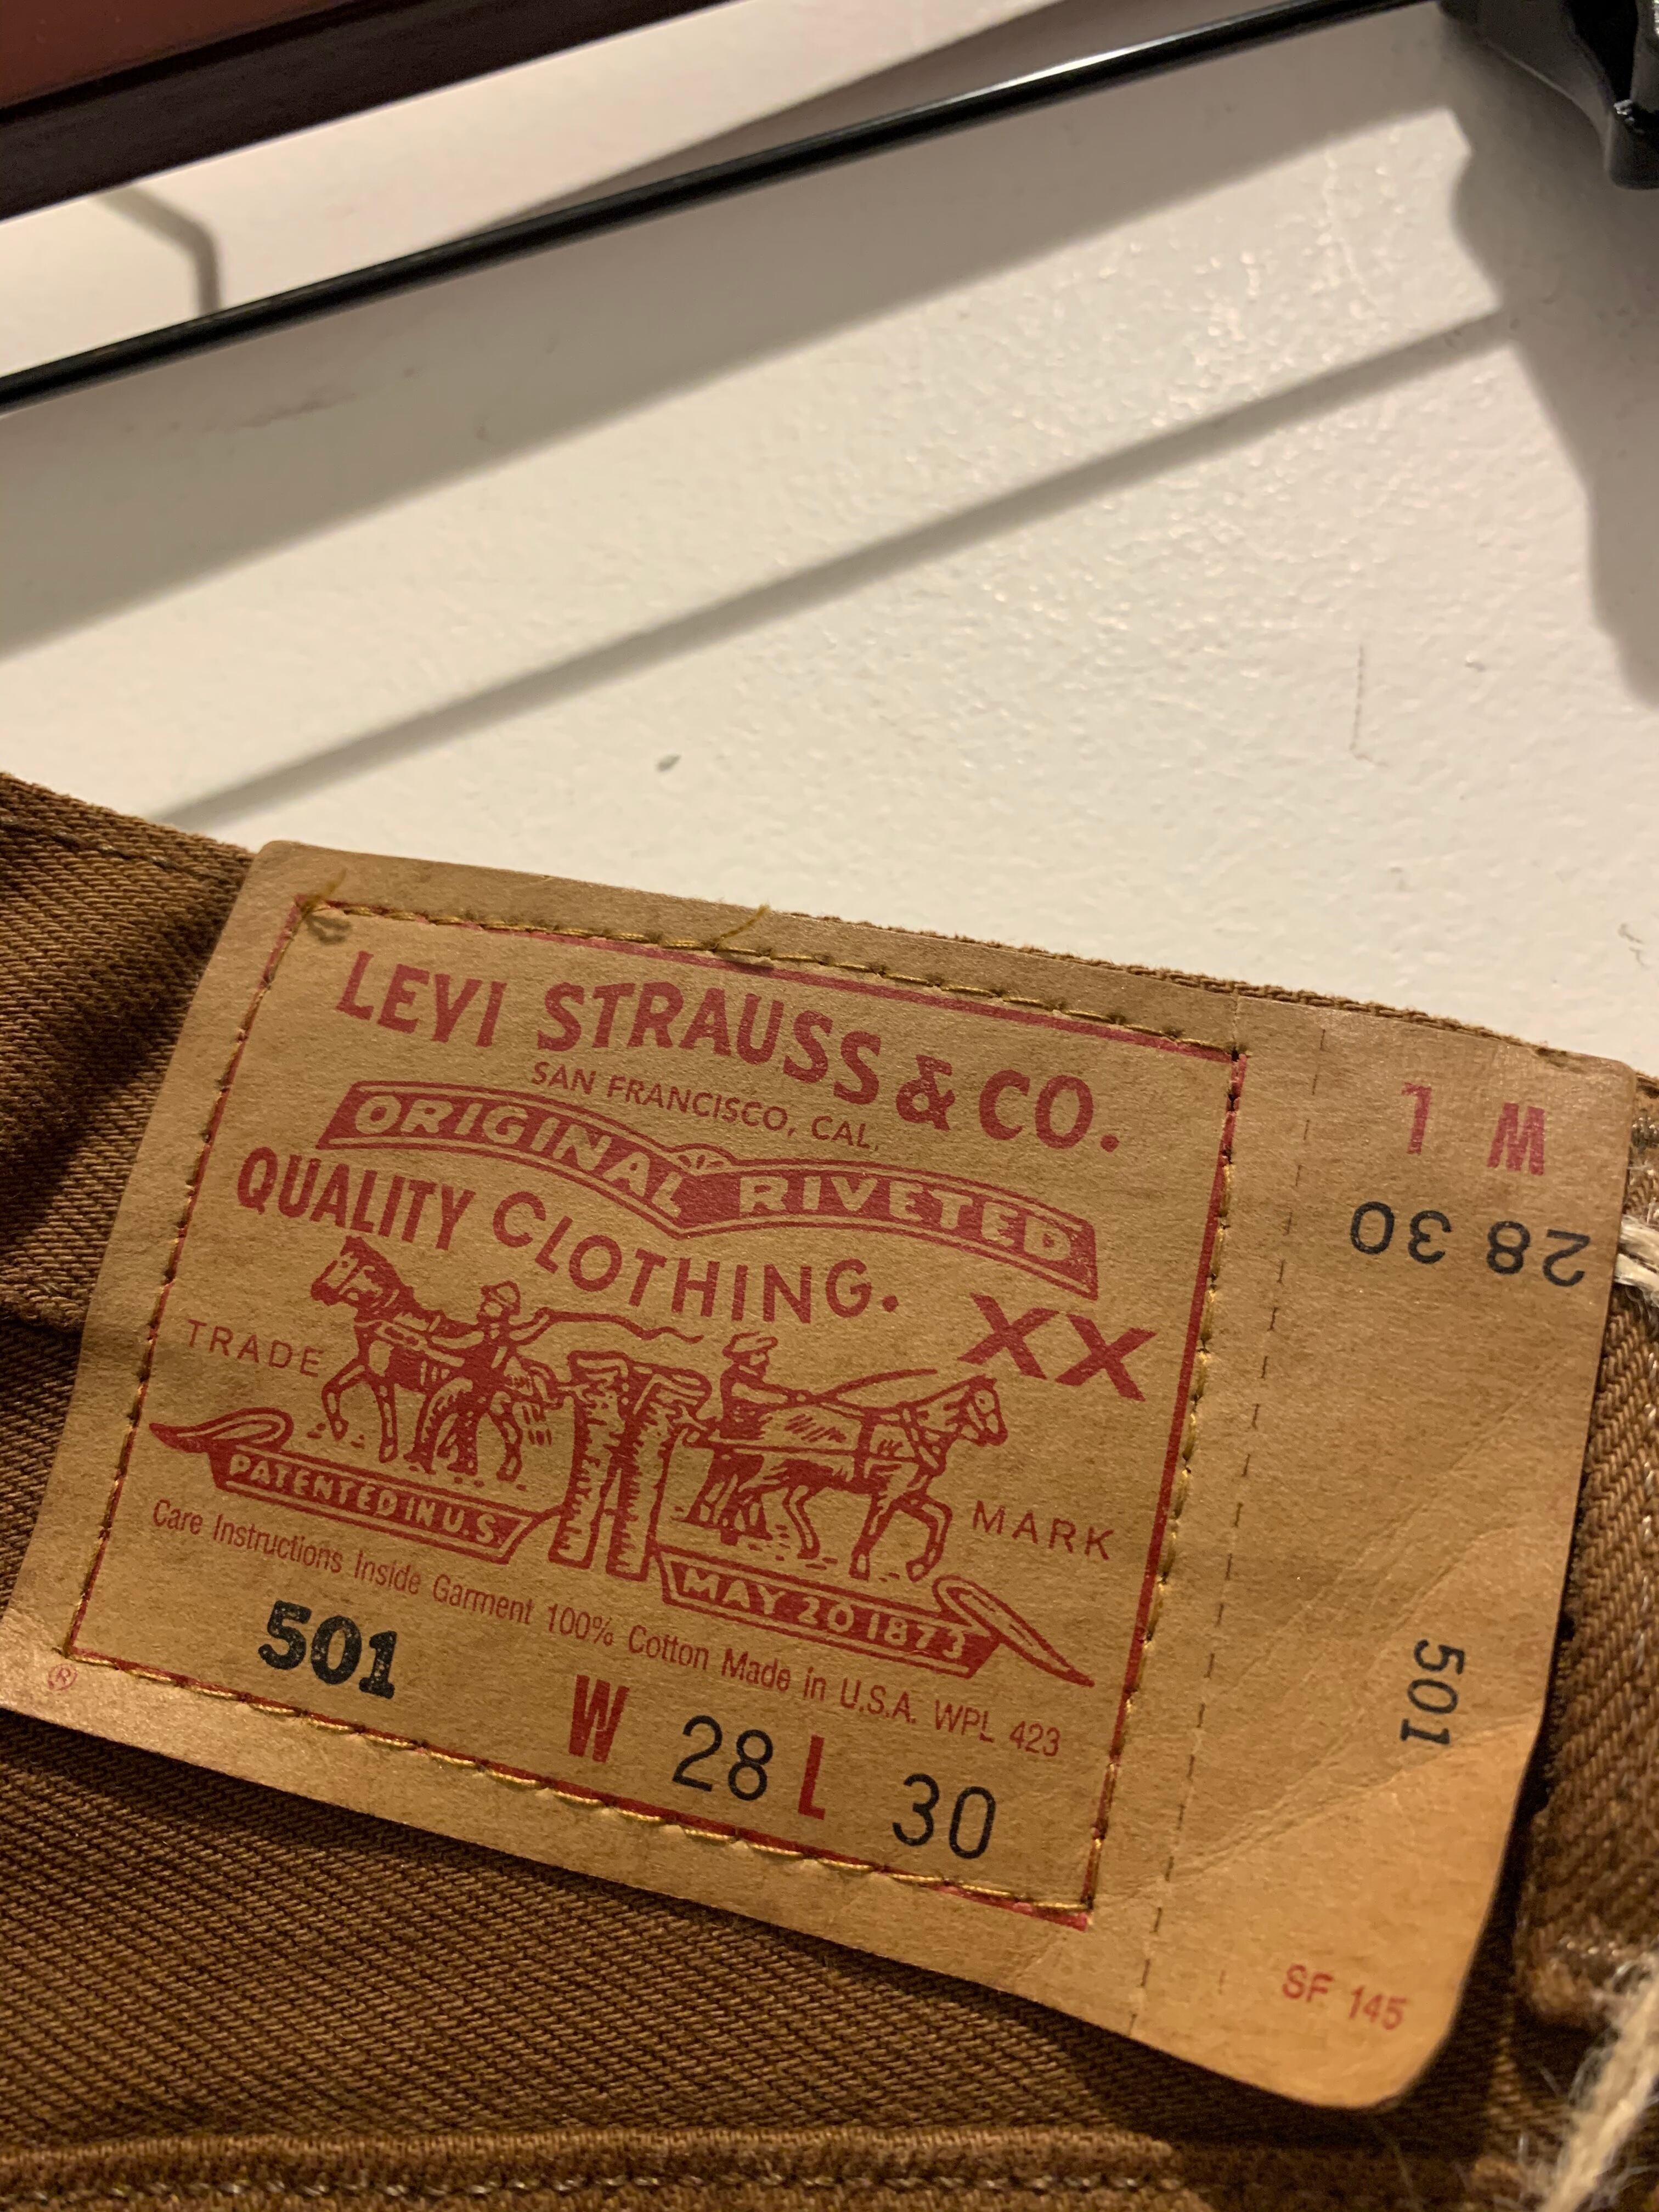 LEVI STRAUSS & CO.
SAN FRANCISCO, CAL.
ORIGINAL RIVETED
QUALITY CLOTHING.
XX
TRADE MARK
PATENTED IN U.S. MAY 20 1873
Care Instructions Inside Garment 100% Cotton Made in U.S.A. WPL 423
501 W 28 L 30
®
W L
28 30
501
SF 145